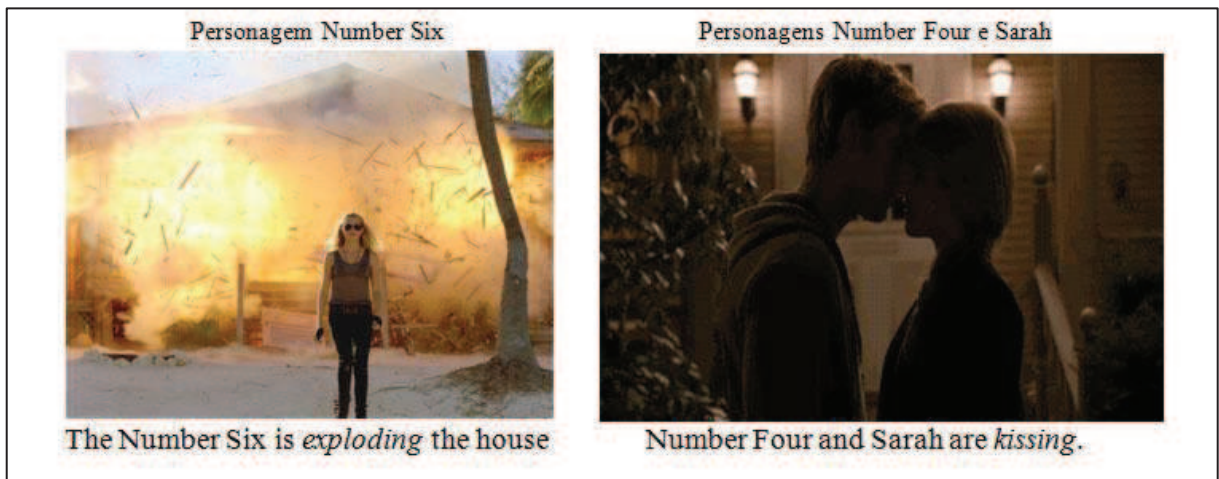 Personagem Number Six
Personagens Number Four e Sarah
The Number Six is exploding the house
Number Four and Sarah are kissing.